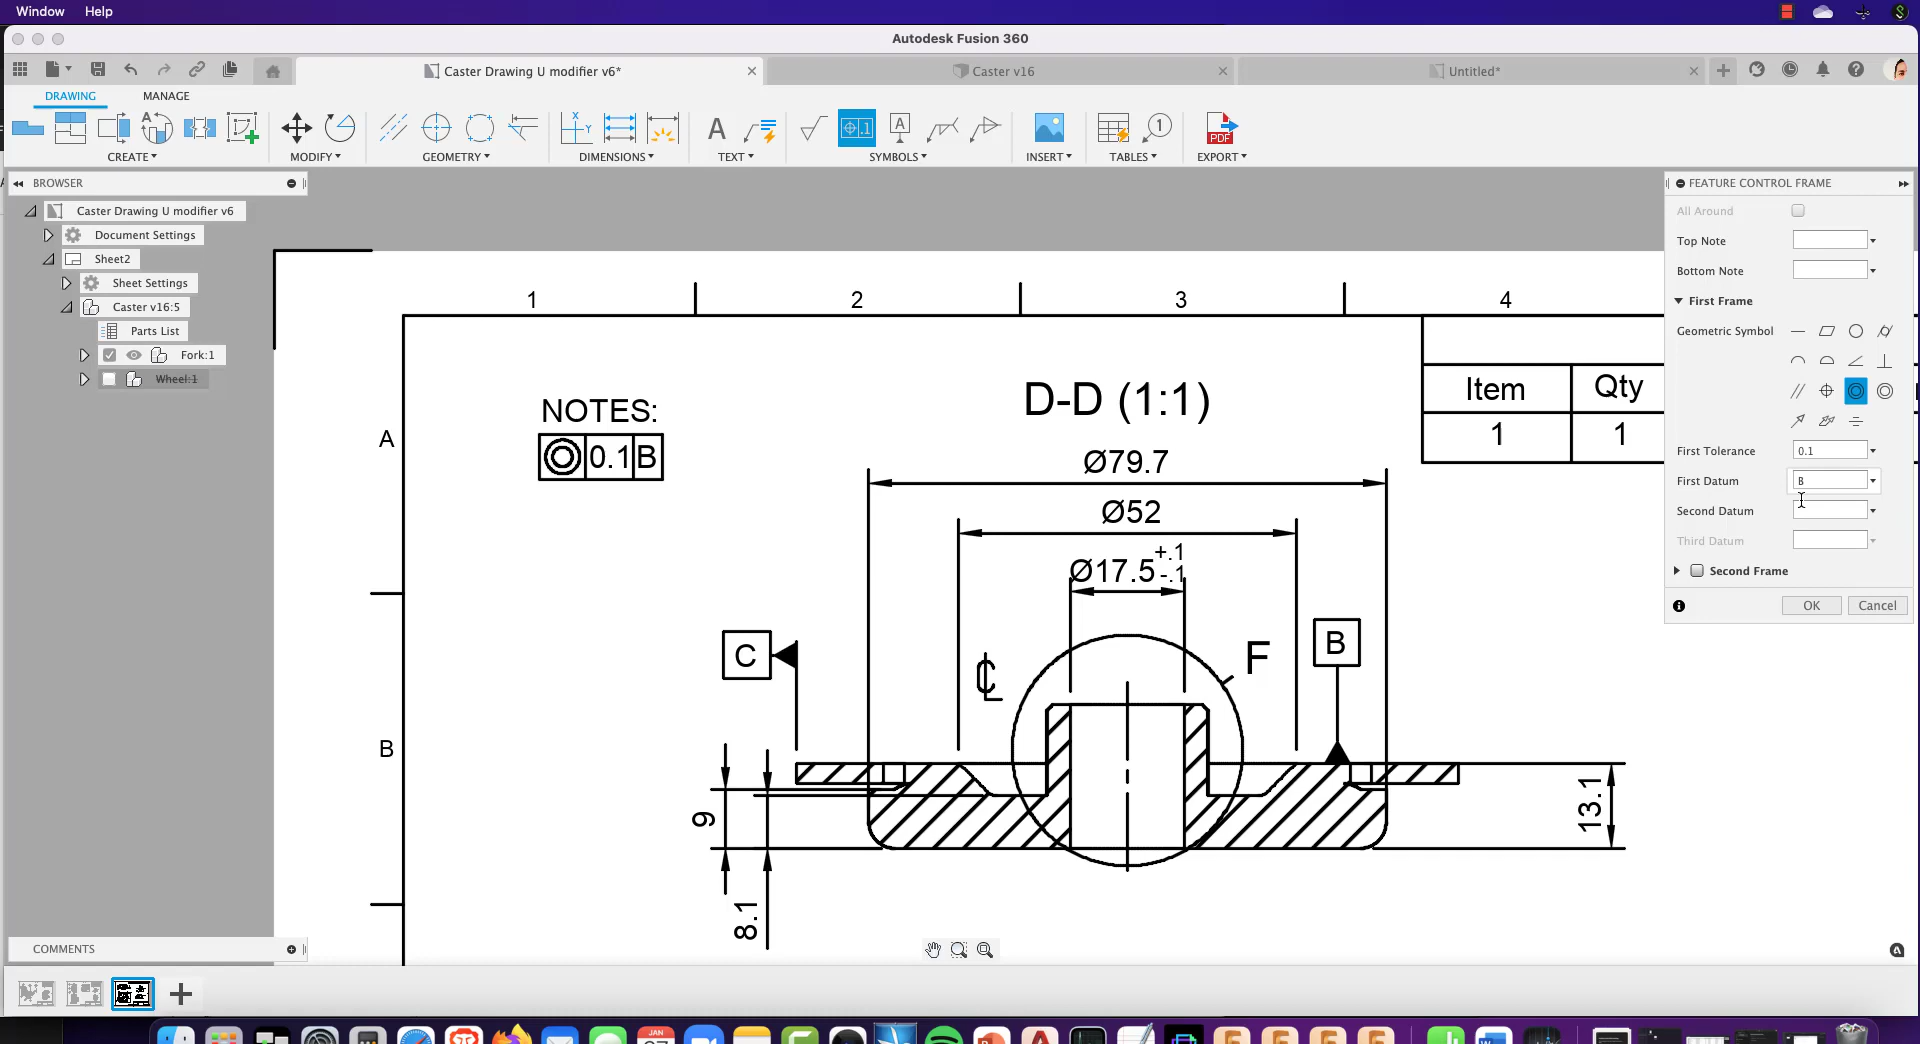 Window Help
Autodesk Fusion 360
Caster Drawing U modifier v6*
Caster v16
Untitled*
DRAWING MANAGE
CREATE MODIFY GEOMETRY DIMENSIONS TEXT SYMBOLS INSERT TABLES EXPORT
PDF
BROWSER
Caster Drawing U modifier v6
Document Settings
Sheet2
Sheet Settings
Caster v16:5
Parts List
Fork:1
Wheel:1
1 2 3 4
A
B
NOTES:
0.1 B
D-D (1:1)
Ø79.7
Ø52
Ø17.5 +.1 -.1
C
F
B
9
8.1
13.1
Item Qty
1 1
FEATURE CONTROL FRAME
All Around
Top Note
Bottom Note
First Frame
Geometric Symbol
First Tolerance 0.1
First Datum B
Second Datum
Third Datum
Second Frame
OK Cancel
COMMENTS
JAN